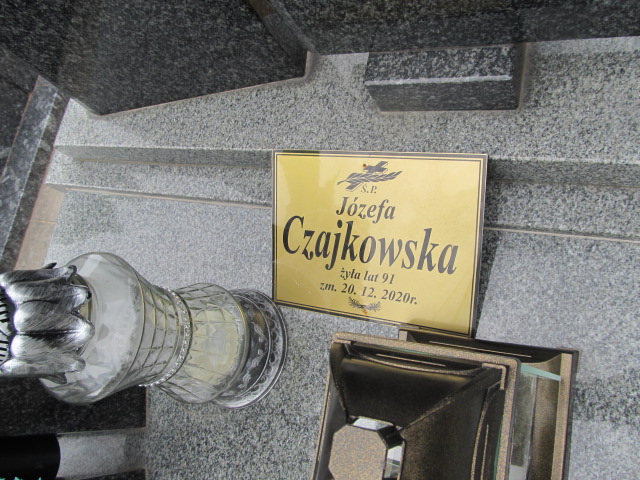 Ś.P.
Józefa
Czajkowska
żyła lat 91
zm. 20. 12. 2020r.